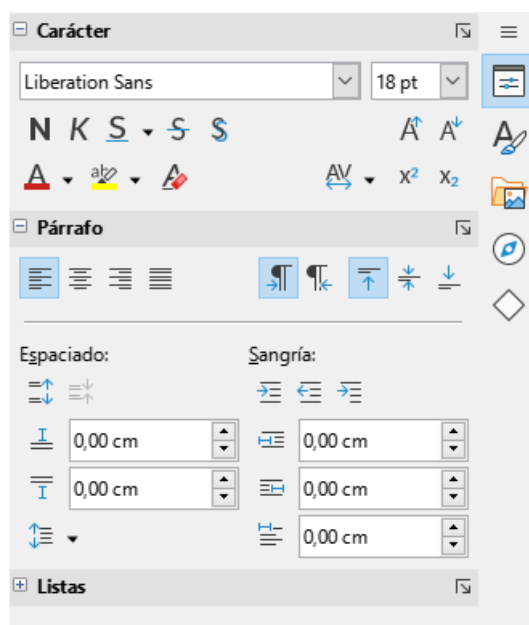 Carácter
Liberation Sans 18 pt
N K S S S A A
A ab A AV x² x₂
Párrafo
Espaciado: Sangría:
0,00 cm 0,00 cm
0,00 cm 0,00 cm
0,00 cm
Listas